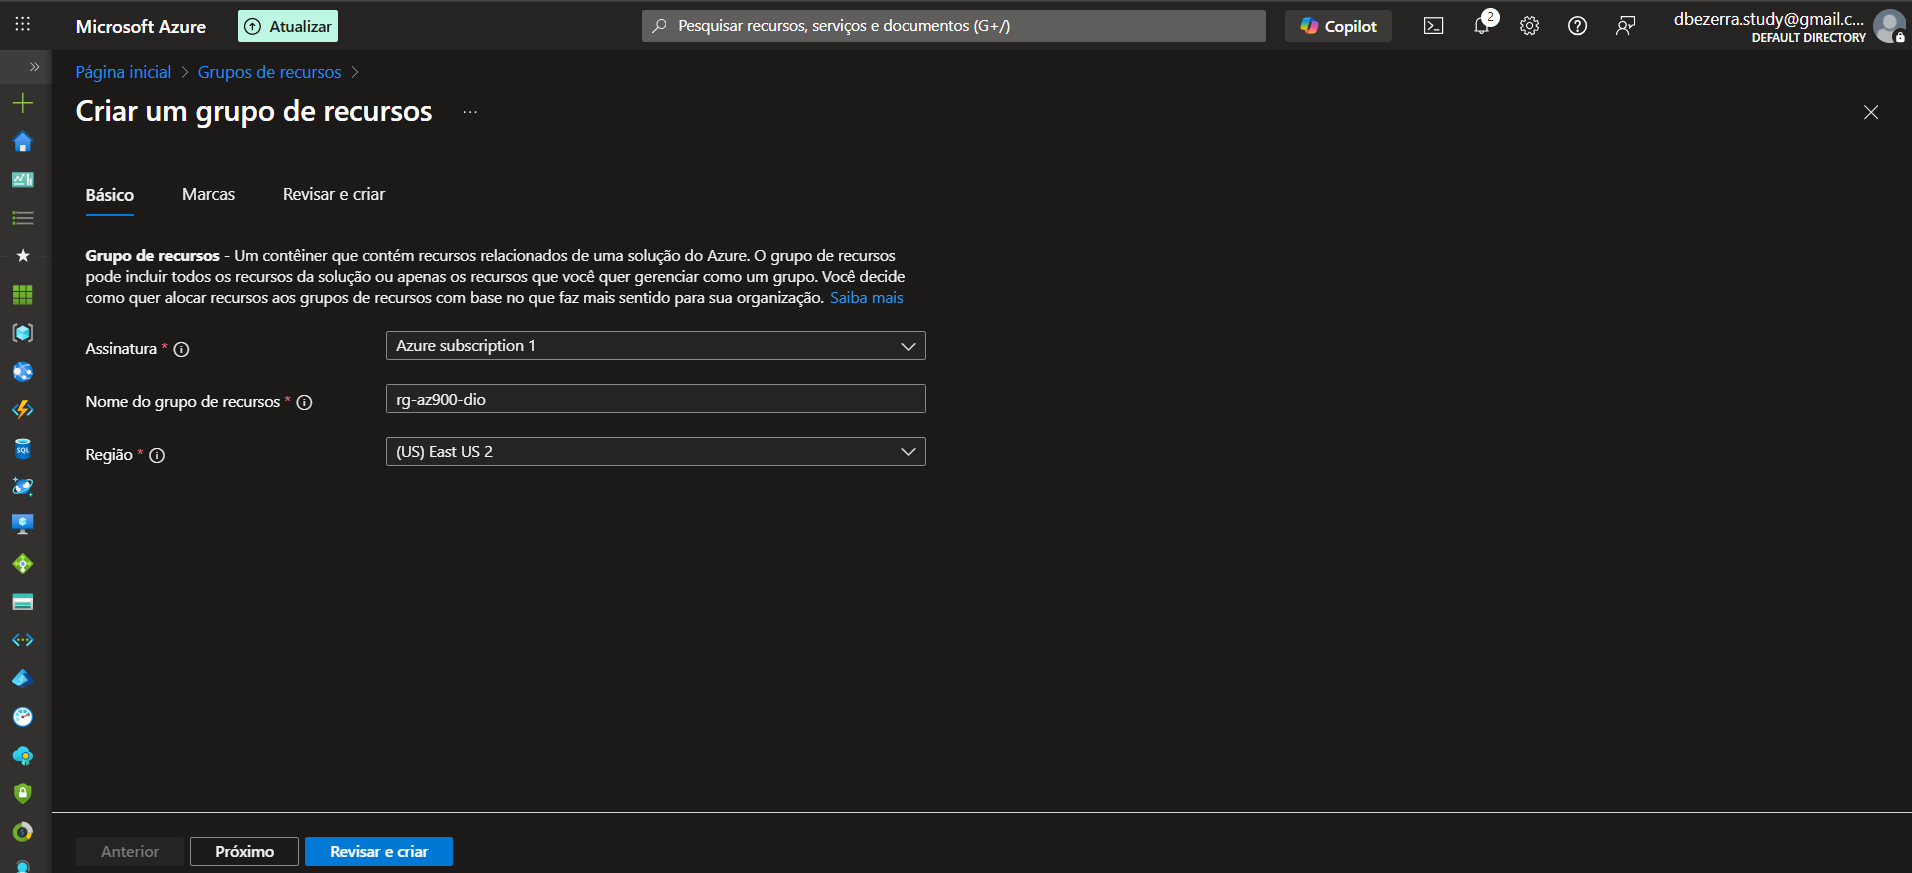 Microsoft Azure
Atualizar
Pesquisar recursos, serviços e documentos (G+/)
Copilot
2
dbezerra.study@gmail.c...
DEFAULT DIRECTORY
Página inicial > Grupos de recursos >
Criar um grupo de recursos ...
Básico Marcas Revisar e criar
Grupo de recursos - Um contêiner que contém recursos relacionados de uma solução do Azure. O grupo de recursos
pode incluir todos os recursos da solução ou apenas os recursos que você quer gerenciar como um grupo. Você decide
como quer alocar recursos aos grupos de recursos com base no que faz mais sentido para sua organização. Saiba mais
Assinatura * Azure subscription 1
Nome do grupo de recursos * rg-az900-dio
Região * (US) East US 2
SQL
Anterior Próximo Revisar e criar